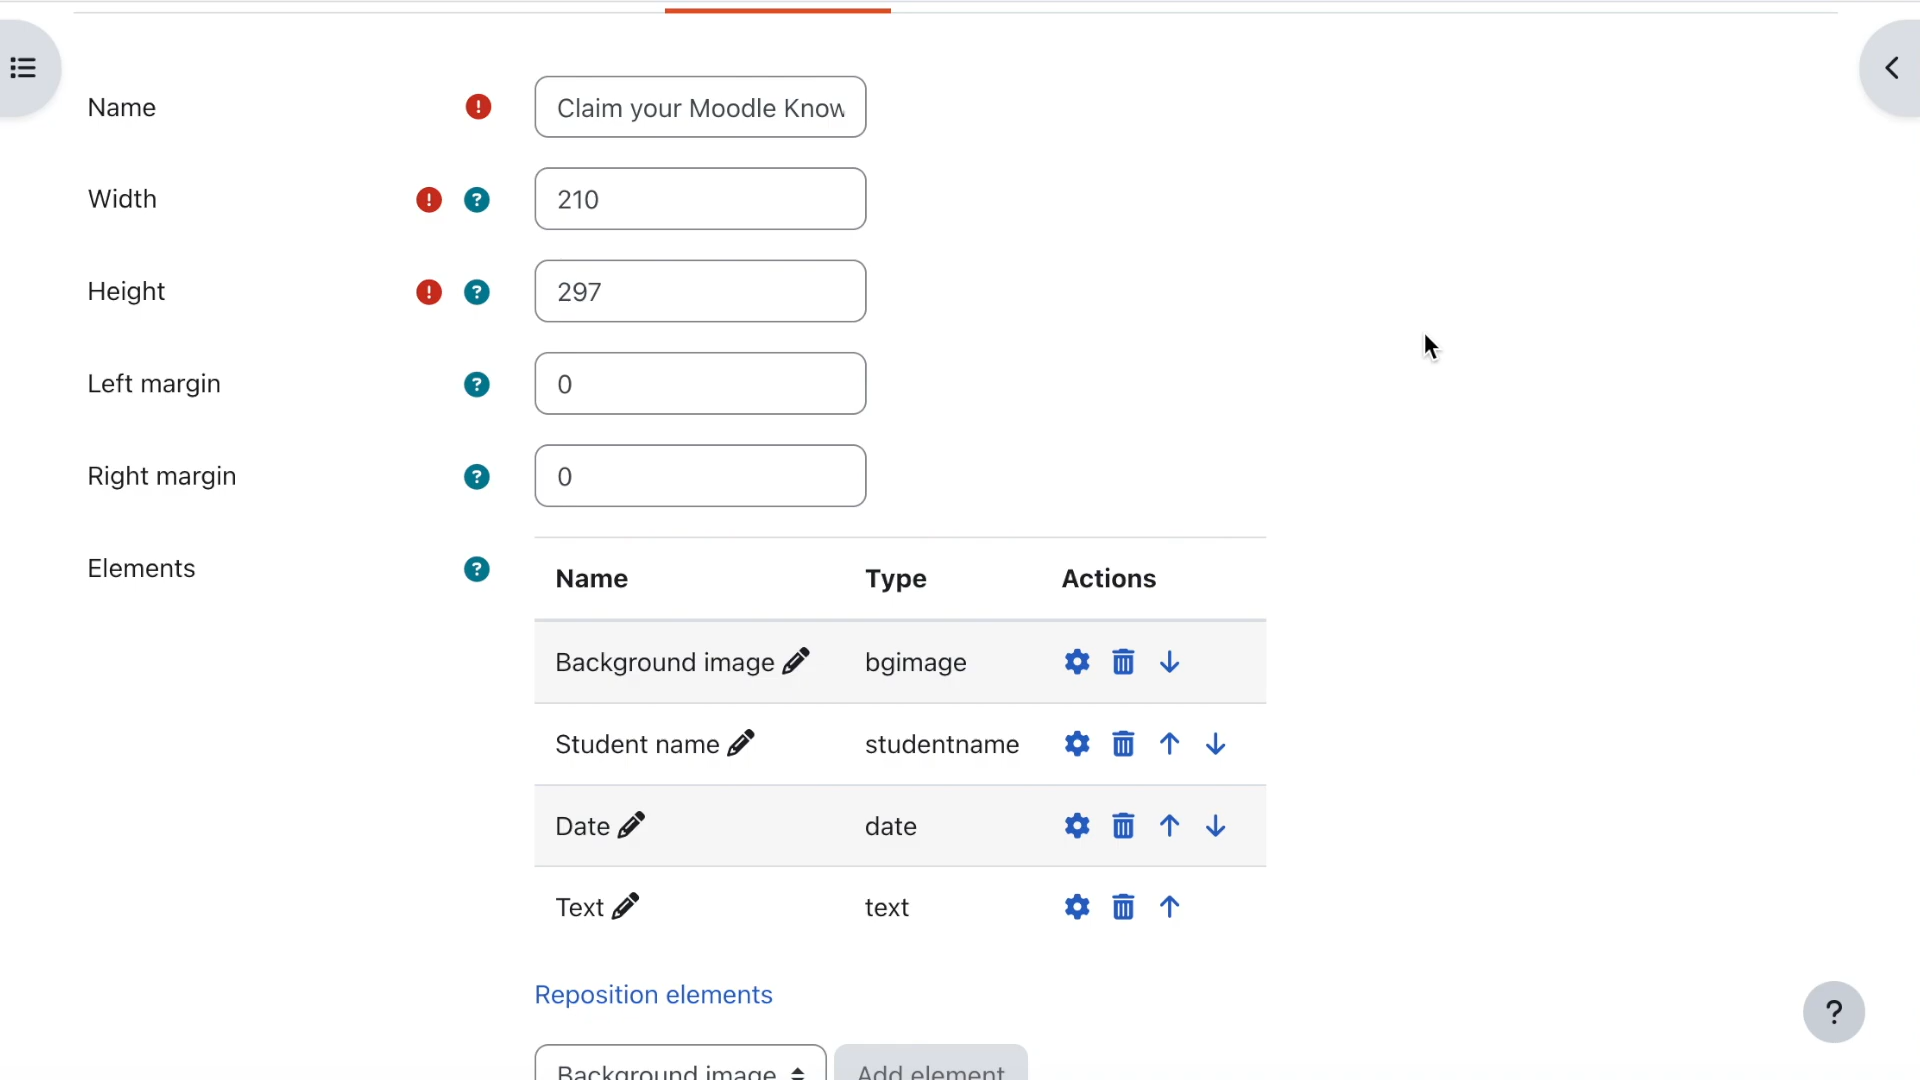 Name ! Claim your Moodle Know
Width ! ? 210
Height ! ? 297
Left margin ? 0
Right margin ? 0
Elements ?
Name Type Actions
Background image bgimage
Student name studentname
Date date
Text text
Reposition elements
?
Background image Add element